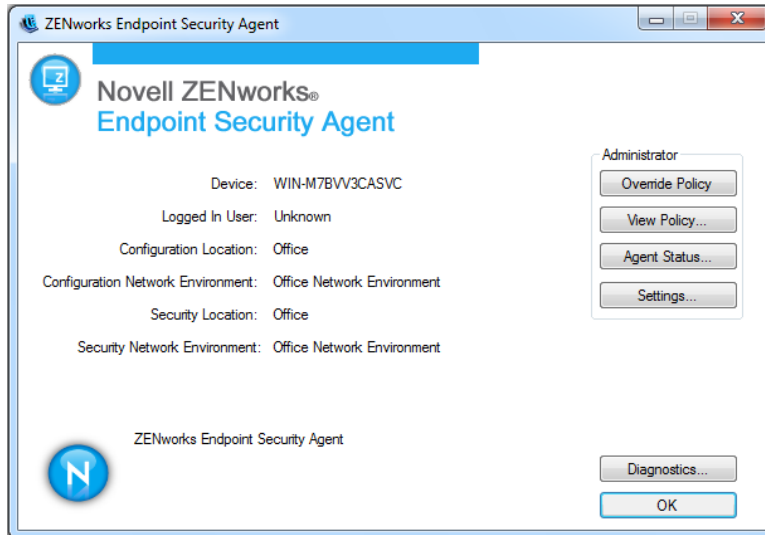 ZENworks Endpoint Security Agent
Z
Novell ZENworks®
Endpoint Security Agent
Administrator
Device: WIN-M7BVV3CASVC
Override Policy
Logged In User: Unknown
View Policy...
Configuration Location: Office
Agent Status...
Configuration Network Environment: Office Network Environment
Settings...
Security Location: Office
Security Network Environment: Office Network Environment
ZENworks Endpoint Security Agent
N
Diagnostics...
OK